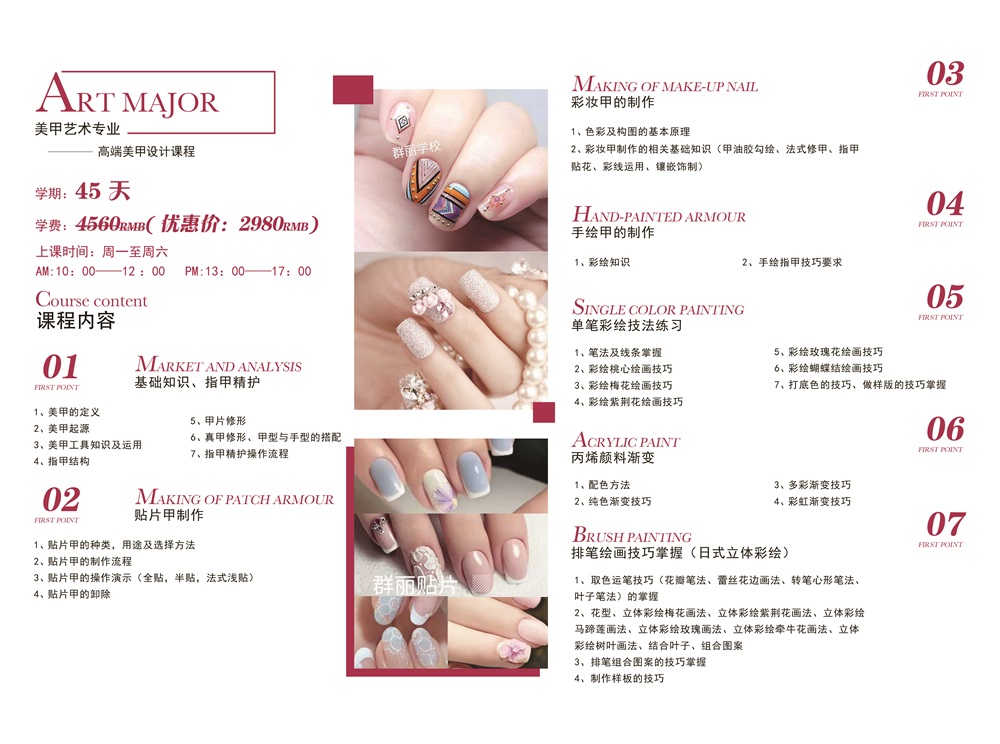 ART MAJOR
美甲艺术专业
高端美甲设计课程
学期：45 天
学费：4560RMB( 优惠价：2980RMB )
上课时间：周一至周六
AM:10：00——12：00 PM:13：00——17：00
Course content
课程内容
01
FIRST POINT
MARKET AND ANALYSIS
基础知识、指甲精护
1、美甲的定义
2、美甲起源
3、美甲工具知识及运用
4、指甲结构
5、甲片修形
6、真甲修形、甲型与手型的搭配
7、指甲精护操作流程
02
FIRST POINT
MAKING OF PATCH ARMOUR
贴片甲制作
1、贴片甲的种类，用途及选择方法
2、贴片甲的制作流程
3、贴片甲的操作演示（全贴，半贴，法式浅贴）
4、贴片甲的卸除
群丽学校
群丽贴片
MAKING OF MAKE-UP NAIL
彩妆甲的制作
03
FIRST POINT
1、色彩及构图的基本原理
2、彩妆甲制作的相关基础知识（甲油胶勾绘、法式修甲、指甲
贴花、彩线运用、镶嵌饰制）
HAND-PAINTED ARMOUR
手绘甲的制作
04
FIRST POINT
1、彩绘知识
2、手绘指甲技巧要求
SINGLE COLOR PAINTING
单笔彩绘技法练习
05
FIRST POINT
1、笔法及线条掌握
2、彩绘桃心绘画技巧
3、彩绘梅花绘画技巧
4、彩绘紫荆花绘画技巧
5、彩绘玫瑰花绘画技巧
6、彩绘蝴蝶结绘画技巧
7、打底色的技巧、做样版的技巧掌握
ACRYLIC PAINT
丙烯颜料渐变
06
FIRST POINT
1、配色方法
2、纯色渐变技巧
3、多彩渐变技巧
4、彩虹渐变技巧
BRUSH PAINTING
排笔绘画技巧掌握（日式立体彩绘）
07
FIRST POINT
1、取色运笔技巧（花瓣笔法、蕾丝花边画法、转笔心形笔法、
叶子笔法）的掌握
2、花型、立体彩绘梅花画法、立体彩绘紫荆花画法、立体彩绘
马蹄莲画法、立体彩绘玫瑰画法、立体彩绘牵牛花画法、立体
彩绘树叶画法、结合叶子、组合图案
3、排笔组合图案的技巧掌握
4、制作样板的技巧